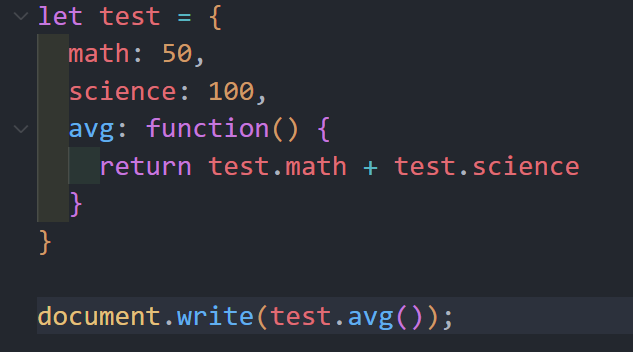 let test = {
  math: 50,
  science: 100,
  avg: function() {
    return test.math + test.science
  }
}

document.write(test.avg());